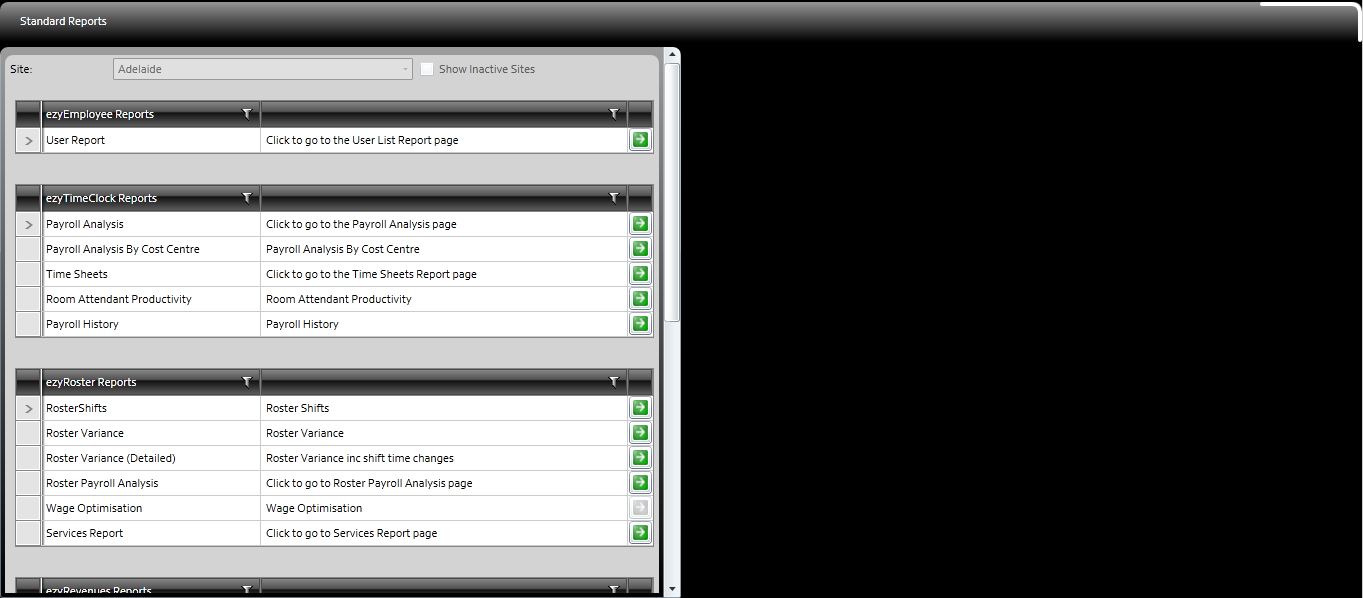 Standard Reports
Site: Adelaide Show Inactive Sites
ezyEmployee Reports
User Report Click to go to the User List Report page
ezyTimeClock Reports
Payroll Analysis Click to go to the Payroll Analysis page
Payroll Analysis By Cost Centre Payroll Analysis By Cost Centre
Time Sheets Click to go to the Time Sheets Report page
Room Attendant Productivity Room Attendant Productivity
Payroll History Payroll History
ezyRoster Reports
RosterShifts Roster Shifts
Roster Variance Roster Variance
Roster Variance (Detailed) Roster Variance inc shift time changes
Roster Payroll Analysis Click to go to Roster Payroll Analysis page
Wage Optimisation Wage Optimisation
Services Report Click to go to Services Report page
ezyRevenues Reports